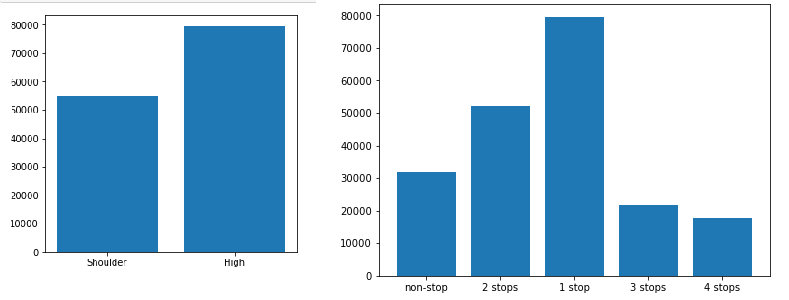 80000
70000
60000
50000
40000
30000
20000
10000
0
Shoulder
High
80000
70000
60000
50000
40000
30000
20000
10000
0
non-stop
2 stops
1 stop
3 stops
4 stops